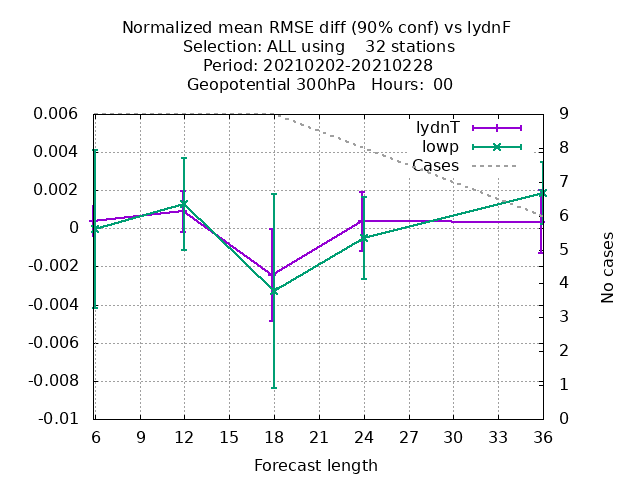 Normalized mean RMSE diff (90% conf) vs lydnF
Selection: ALL using    32 stations
Period: 20210202-20210228
Geopotential 300hPa   Hours:  00
lydnT
lowp
Cases
0.006
0.004
0.002
0
-0.002
-0.004
-0.006
-0.008
-0.01
9
8
7
6
5
4
3
2
1
0
No cases
6 9 12 15 18 21 24 27 30 33 36
Forecast length